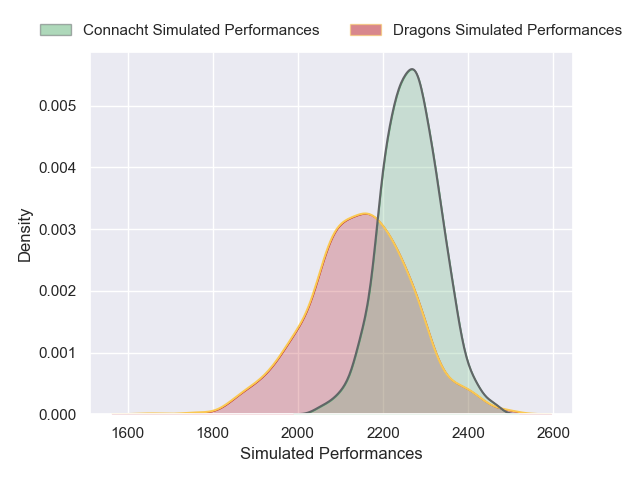 Connacht Simulated Performances
Dragons Simulated Performances
0.005
0.004
0.003
0.002
0.001
0.000
Density
1600 1800 2000 2200 2400 2600
Simulated Performances